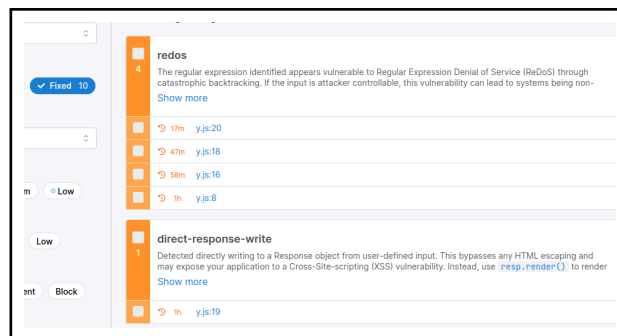 redos
4
The regular expression identified appears vulnerable to Regular Expression Denial of Service (ReDoS) through
catastrophic backtracking. If the input is attacker controllable, this vulnerability can lead to systems being non-
Show more
Fixed 10
17m y.js:20
47m y.js:18
58m y.js:16
1h y.js:8
m Low
Low
ent Block
direct-response-write
1
Detected directly writing to a Response object from user-defined input. This bypasses any HTML escaping and
may expose your application to a Cross-Site-scripting (XSS) vulnerability. Instead, use resp.render() to render
Show more
1h y.js:19